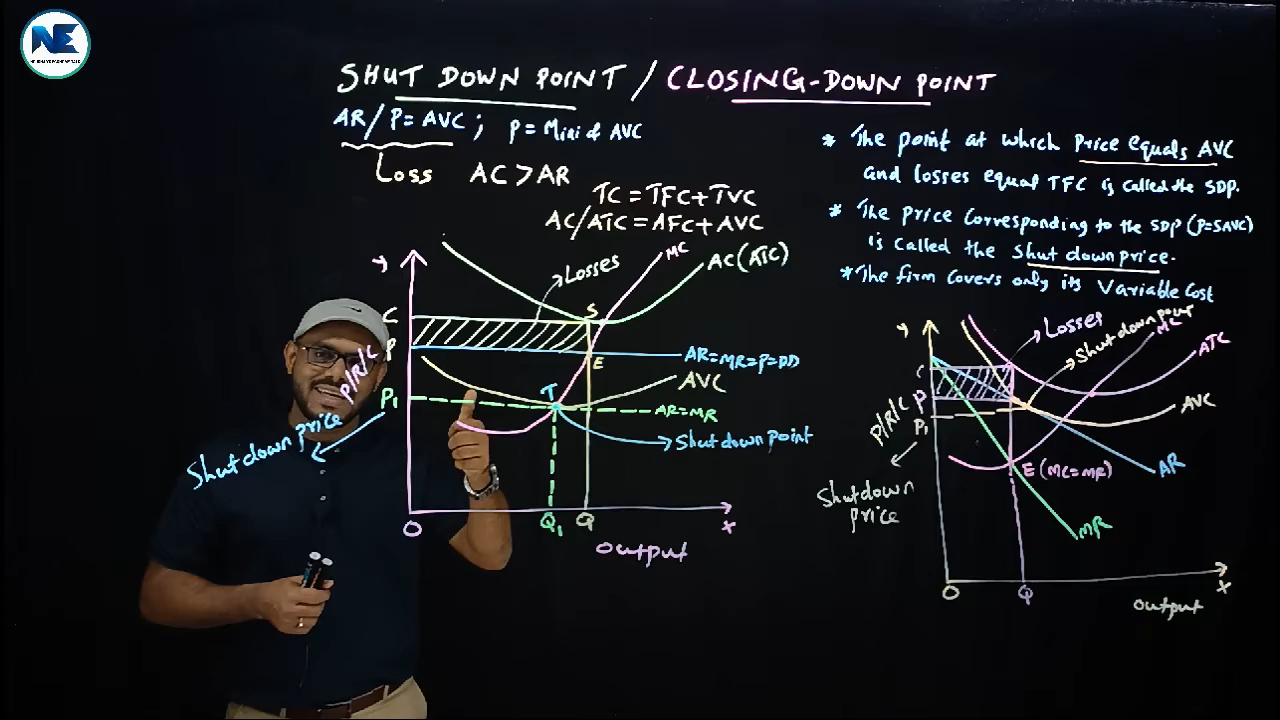 NE
SHUT DOWN POINT / CLOSING-DOWN POINT
AR/P = AVC ; P = Mini of AVC
Loss AC > AR
TC = TFC + TVC
AC/ATC = AFC + AVC
* The point at which Price equals AVC
and losses equal TFC is called the SDP.
* The price corresponding to the SDP (P=SAVC)
is called the Shut down price.
* The firm Covers only its Variable Cost
Y
MC
AC (ATC)
Losses
C
S
P
E
AR=MR=P=DD
P/R/C
AVC
T
P₁
AR=MR
Shut down point
Shut down price
O
Q₁
Q
X
output
Y
Losses
Shut down point
MC
ATC
C
P
AVC
P₁
P/R/C
AR
E (MC=MR)
Shutdown
price
MR
O
Q
X
output